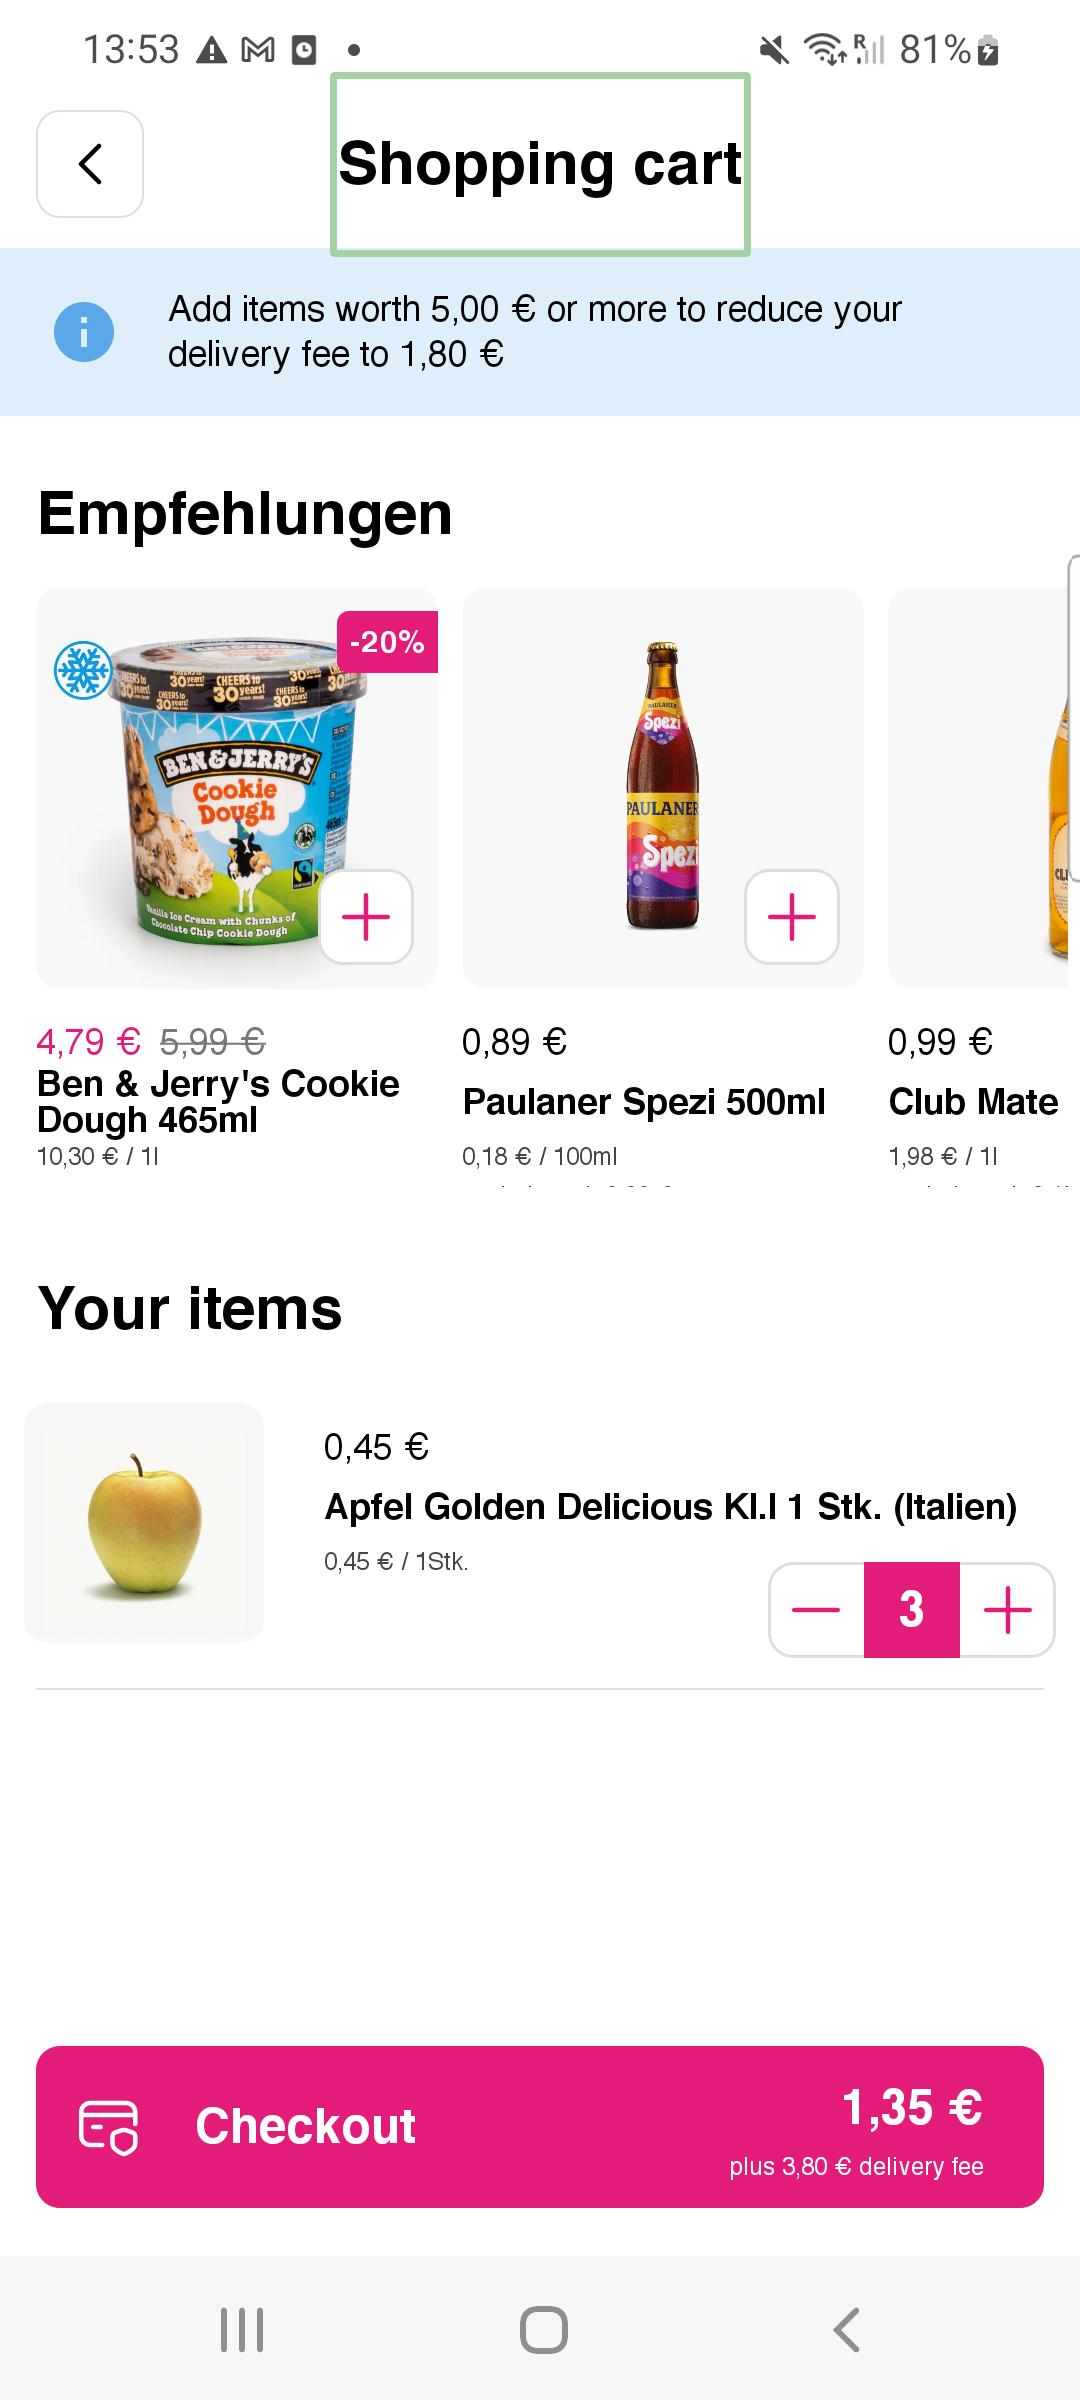 13:53
81%
Shopping cart
Add items worth 5,00 € or more to reduce your
delivery fee to 1,80 €
Empfehlungen
-20%
CHEERS to
30 years!
BEN & JERRY'S
Cookie
Dough
Vanilla Ice Cream with Chunks of
Chocolate Chip Cookie Dough
PAULANER
Spezi
PAULANER
Spezi
4,79 € 5,99 €
Ben & Jerry's Cookie
Dough 465ml
10,30 € / 1l
0,89 €
Paulaner Spezi 500ml
0,18 € / 100ml
0,99 €
Club Mate
1,98 € / 1l
Your items
0,45 €
Apfel Golden Delicious Kl.I 1 Stk. (Italien)
0,45 € / 1Stk.
3
Checkout
1,35 €
plus 3,80 € delivery fee